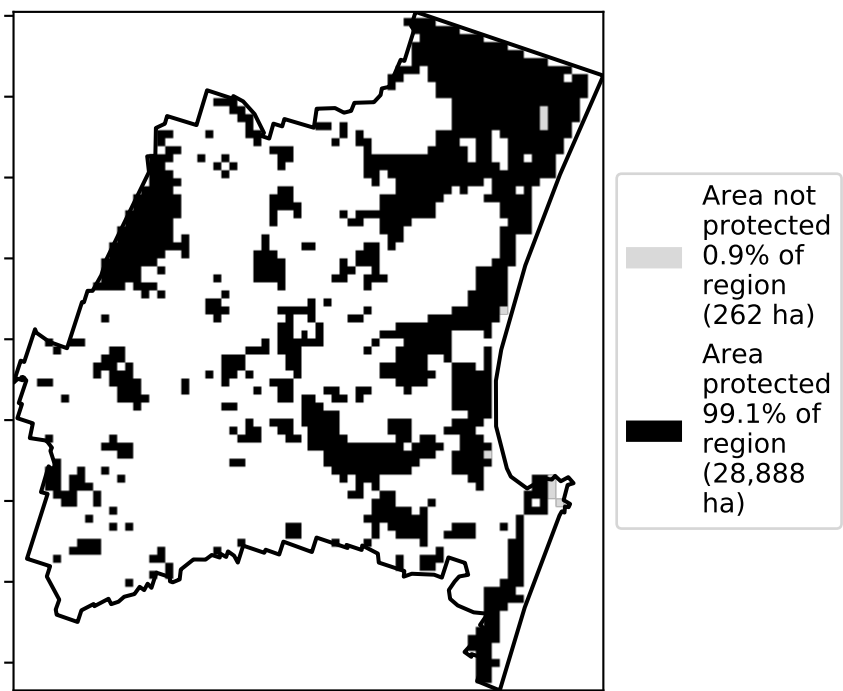 Area not
protected
0.9% of
region
(262 ha)
Area
protected
99.1% of
region
(28,888
ha)